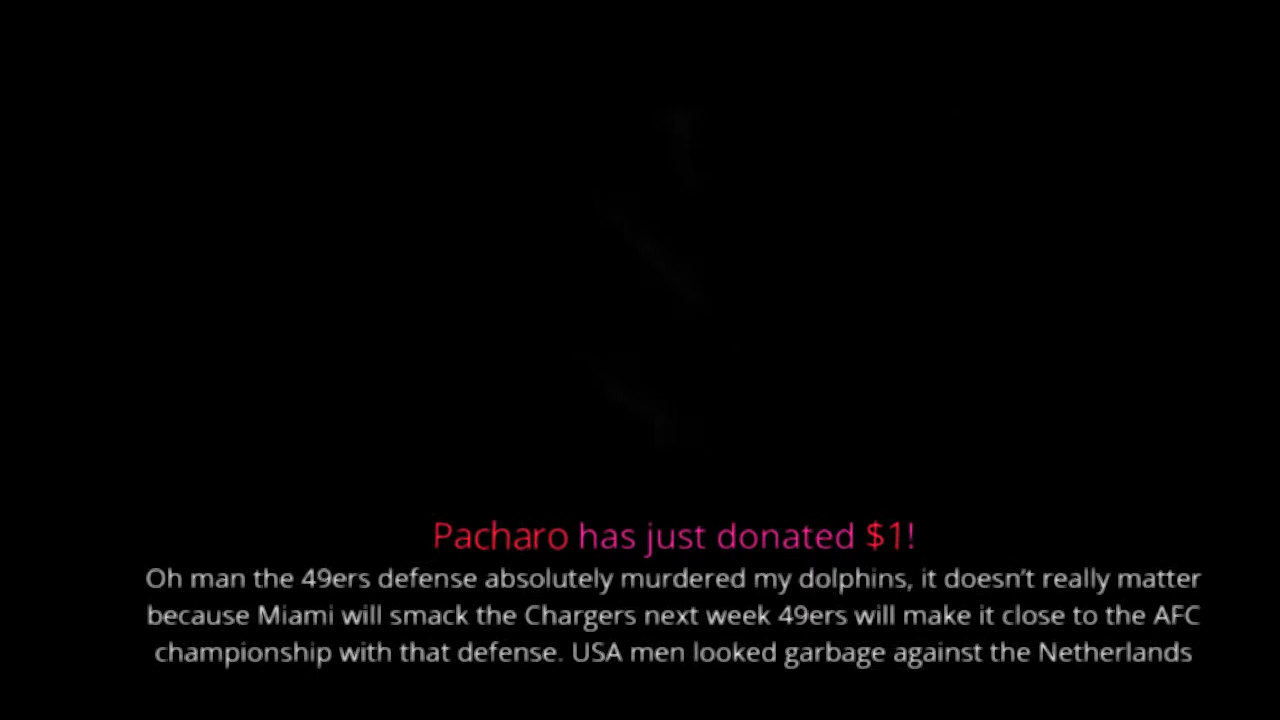 Pacharo has just donated $1!
Oh man the 49ers defense absolutely murdered my dolphins, it doesn't really matter
because Miami will smack the Chargers next week 49ers will make it close to the AFC
championship with that defense. USA men looked garbage against the Netherlands